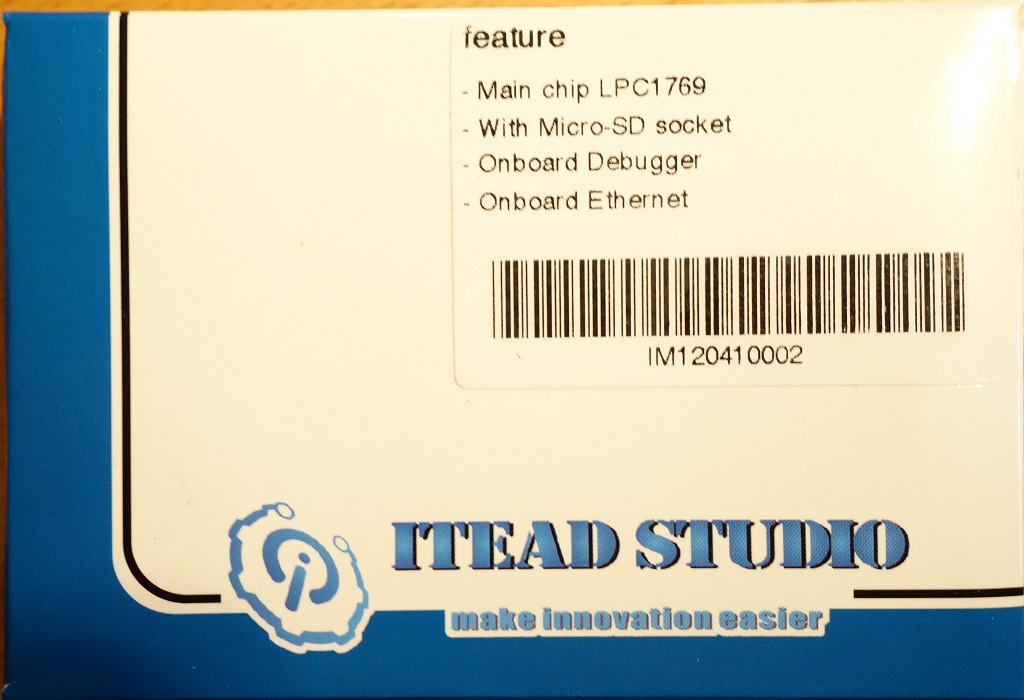 feature
- Main chip LPC1769
- With Micro-SD socket
- Onboard Debugger
- Onboard Ethernet
IM120410002
ITEAD STUDIO
make innovation easier